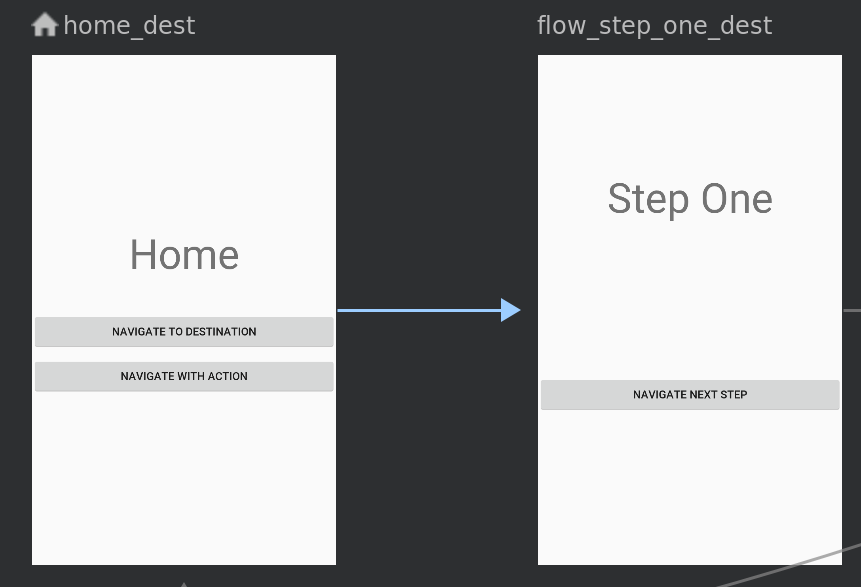 home_dest
flow_step_one_dest
Home
NAVIGATE TO DESTINATION
NAVIGATE WITH ACTION
Step One
NAVIGATE NEXT STEP